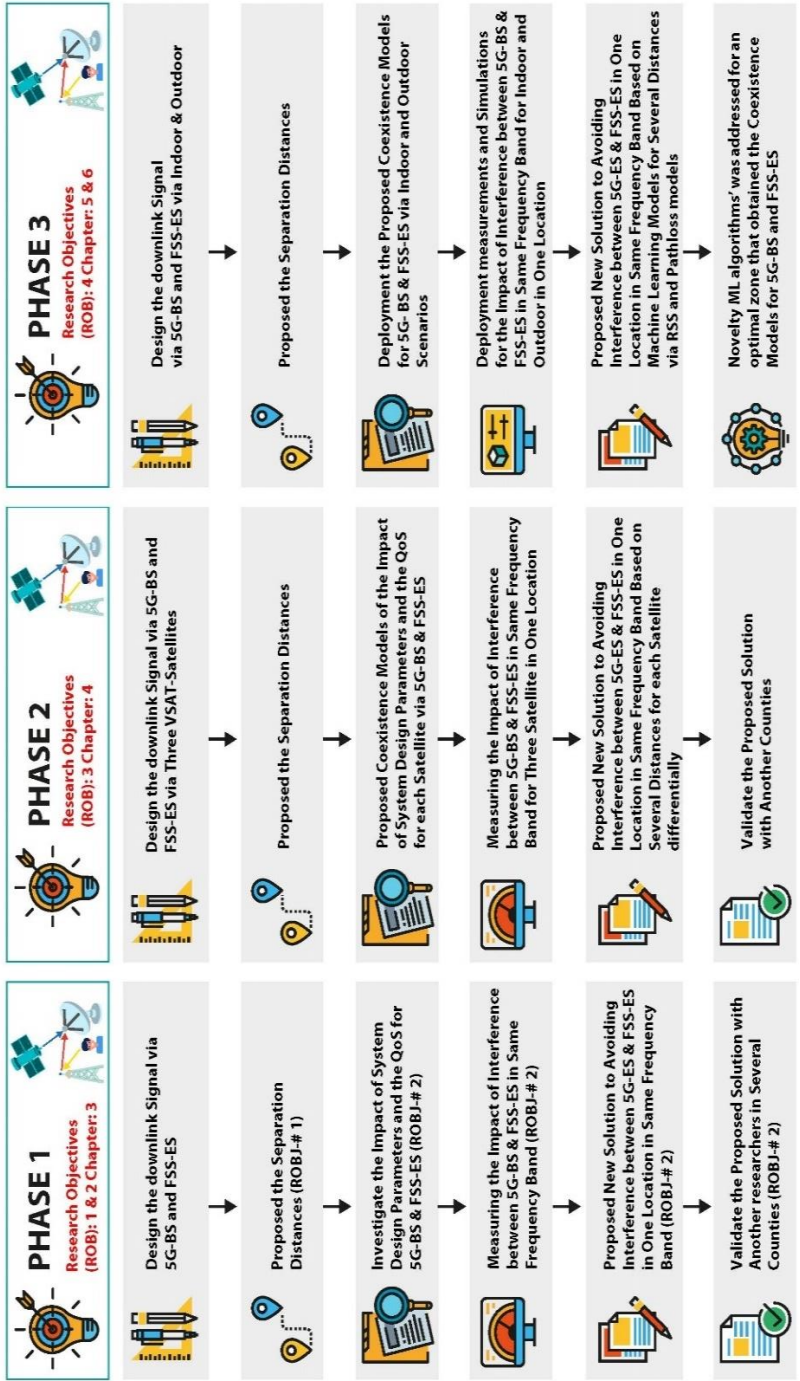 PHASE 1
Research Objectives
(ROB): 1 & 2 Chapter: 3
Design the downlink Signal via
5G-BS and FSS-ES
Proposed the Separation
Distances (ROBJ-# 1)
Investigate the Impact of System
Design Parameters and the QoS for
5G-BS & FSS-ES (ROBJ-# 2)
Measuring the Impact of Interference
between 5G-BS & FSS-ES in Same
Frequency Band (ROBJ-# 2)
Proposed New Solution to Avoiding
Interference between 5G-ES & FSS-ES
in One Location in Same Frequency
Band (ROBJ-# 2)
Validate the Proposed Solution with
Another researchers in Several
Counties (ROBJ-# 2)
PHASE 2
Research Objectives
(ROB): 3 Chapter: 4
Design the downlink Signal via 5G-BS and
FSS-ES via Three VSAT-Satellites
Proposed the Separation Distances
Proposed Coexistence Models of the Impact
of System Design Parameters and the QoS
for each Satellite via 5G-BS & FSS-ES
Measuring the Impact of Interference
between 5G-BS & FSS-ES in Same Frequency
Band for Three Satellite in One Location
Proposed New Solution to Avoiding
Interference between 5G-ES & FSS-ES in One
Location in Same Frequency Band Based on
Several Distances for each Satellite
differentially
Validate the Proposed Solution
with Another Counties
PHASE 3
Research Objectives
(ROB): 4 Chapter: 5 & 6
Design the downlink Signal
via 5G-BS and FSS-ES via Indoor & Outdoor
Proposed the Separation Distances
Deployment the Proposed Coexistence Models
for 5G- BS & FSS-ES via Indoor and Outdoor
Scenarios
Deployment measurements and Simulations
for the Impact of Interference between 5G-BS &
FSS-ES in Same Frequency Band for Indoor and
Outdoor in One Location
Proposed New Solution to Avoiding
Interference between 5G-ES & FSS-ES in One
Location in Same Frequency Band Based on
Machine Learning Models for Several Distances
via RSS and Pathloss models
Novelty ML algorithms' was addressed for an
optimal zone that obtained the Coexistence
Models for 5G-BS and FSS-ES